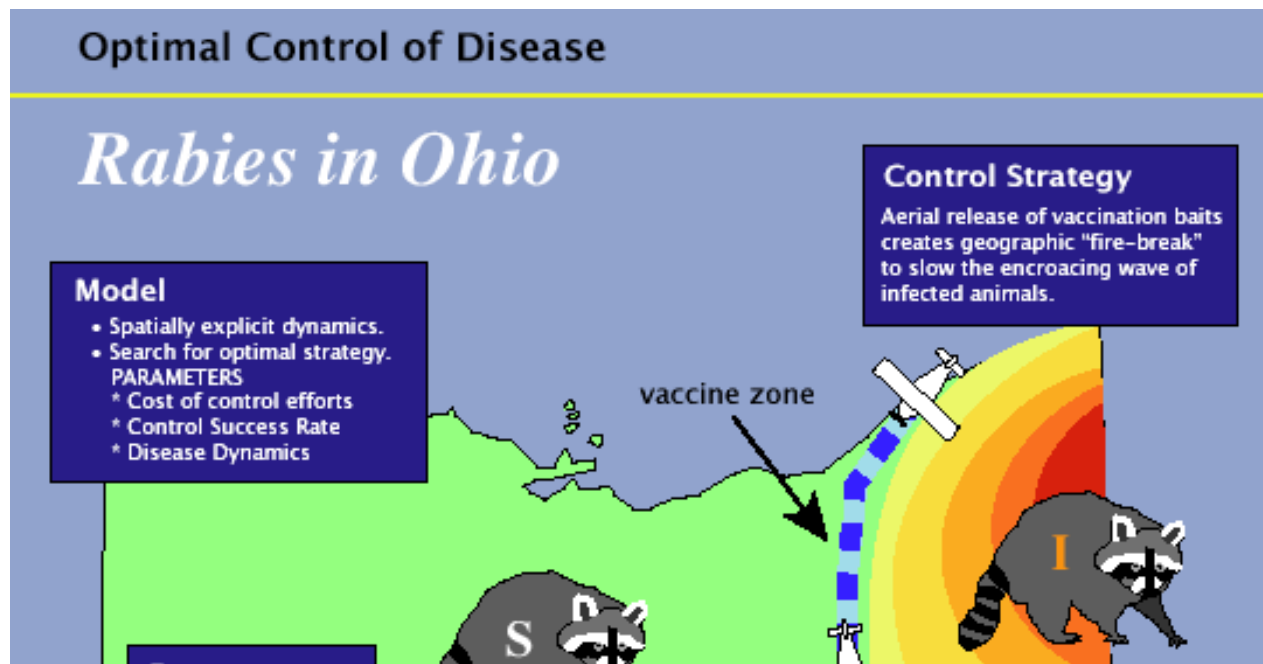 Optimal Control of Disease
Rabies in Ohio
Control Strategy
Aerial release of vaccination baits
creates geographic "fire-break"
to slow the encroacing wave of
infected animals.
Model
• Spatially explicit dynamics.
• Search for optimal strategy.
PARAMETERS
* Cost of control efforts
* Control Success Rate
* Disease Dynamics
vaccine zone
I
S